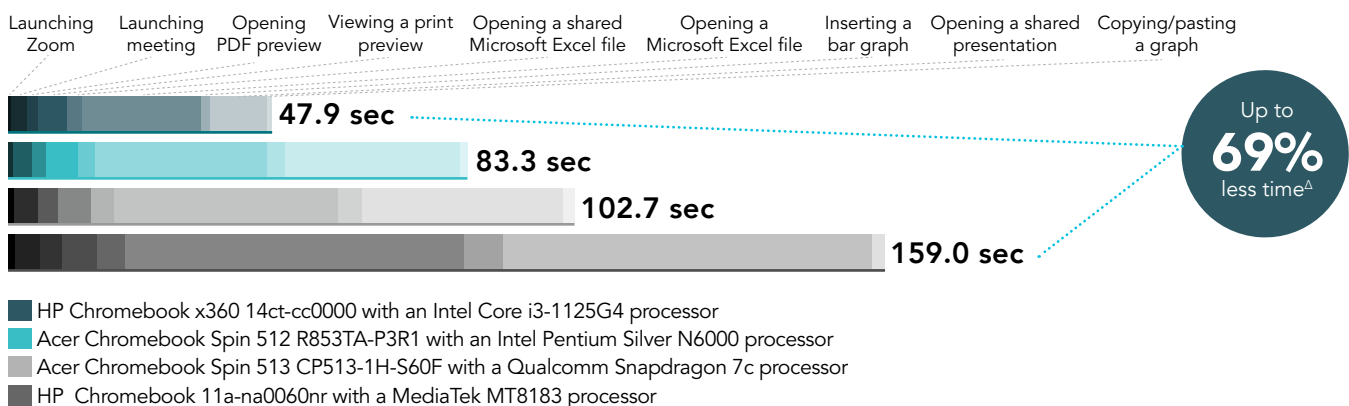 Launching
Zoom
Launching
meeting
Opening
PDF preview
Viewing a print
preview
Opening a shared
Microsoft Excel file
Opening a
Microsoft Excel file
Inserting a
bar graph
Opening a shared
presentation
Copying/pasting
a graph
47.9 sec
83.3 sec
102.7 sec
159.0 sec
Up to
69%
less time∆
HP Chromebook x360 14ct-cc0000 with an Intel Core i3-1125G4 processor
Acer Chromebook Spin 512 R853TA-P3R1 with an Intel Pentium Silver N6000 processor
Acer Chromebook Spin 513 CP513-1H-S60F with a Qualcomm Snapdragon 7c processor
HP Chromebook 11a-na0060nr with a MediaTek MT8183 processor